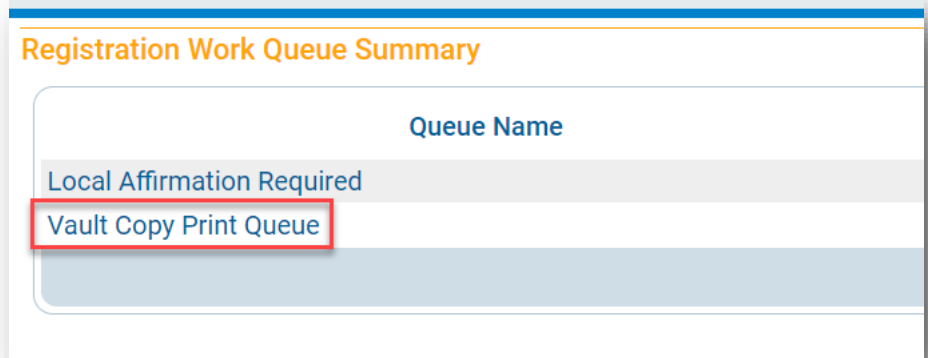 Registration Work Queue Summary
Queue Name
Local Affirmation Required
Vault Copy Print Queue